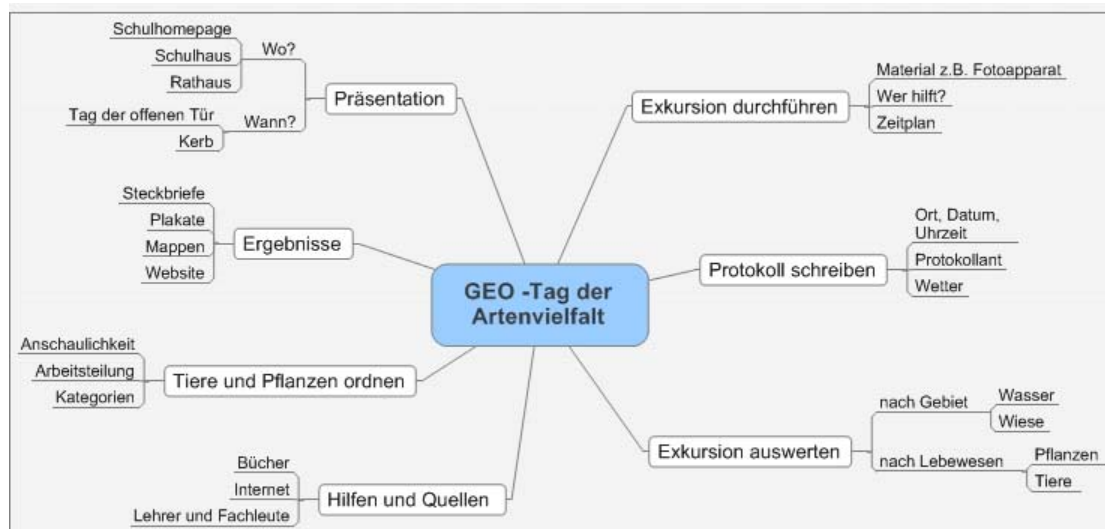 GEO -Tag der
Artenvielfalt
Exkursion durchführen
Material z.B. Fotoapparat
Wer hilft?
Zeitplan
Protokoll schreiben
Ort, Datum,
Uhrzeit
Protokollant
Wetter
Exkursion auswerten
nach Gebiet
Wasser
Wiese
nach Lebewesen
Pflanzen
Tiere
Hilfen und Quellen
Bücher
Internet
Lehrer und Fachleute
Tiere und Pflanzen ordnen
Anschaulichkeit
Arbeitsteilung
Kategorien
Ergebnisse
Steckbriefe
Plakate
Mappen
Website
Präsentation
Wo?
Schulhomepage
Schulhaus
Rathaus
Wann?
Tag der offenen Tür
Kerb